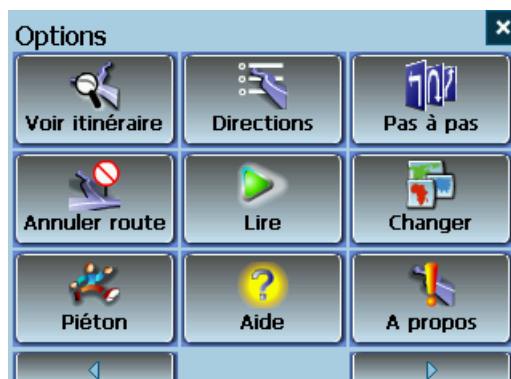 Options
Voir itinéraire
Directions
Pas à pas
Annuler route
Lire
Changer
Piéton
Aide
A propos